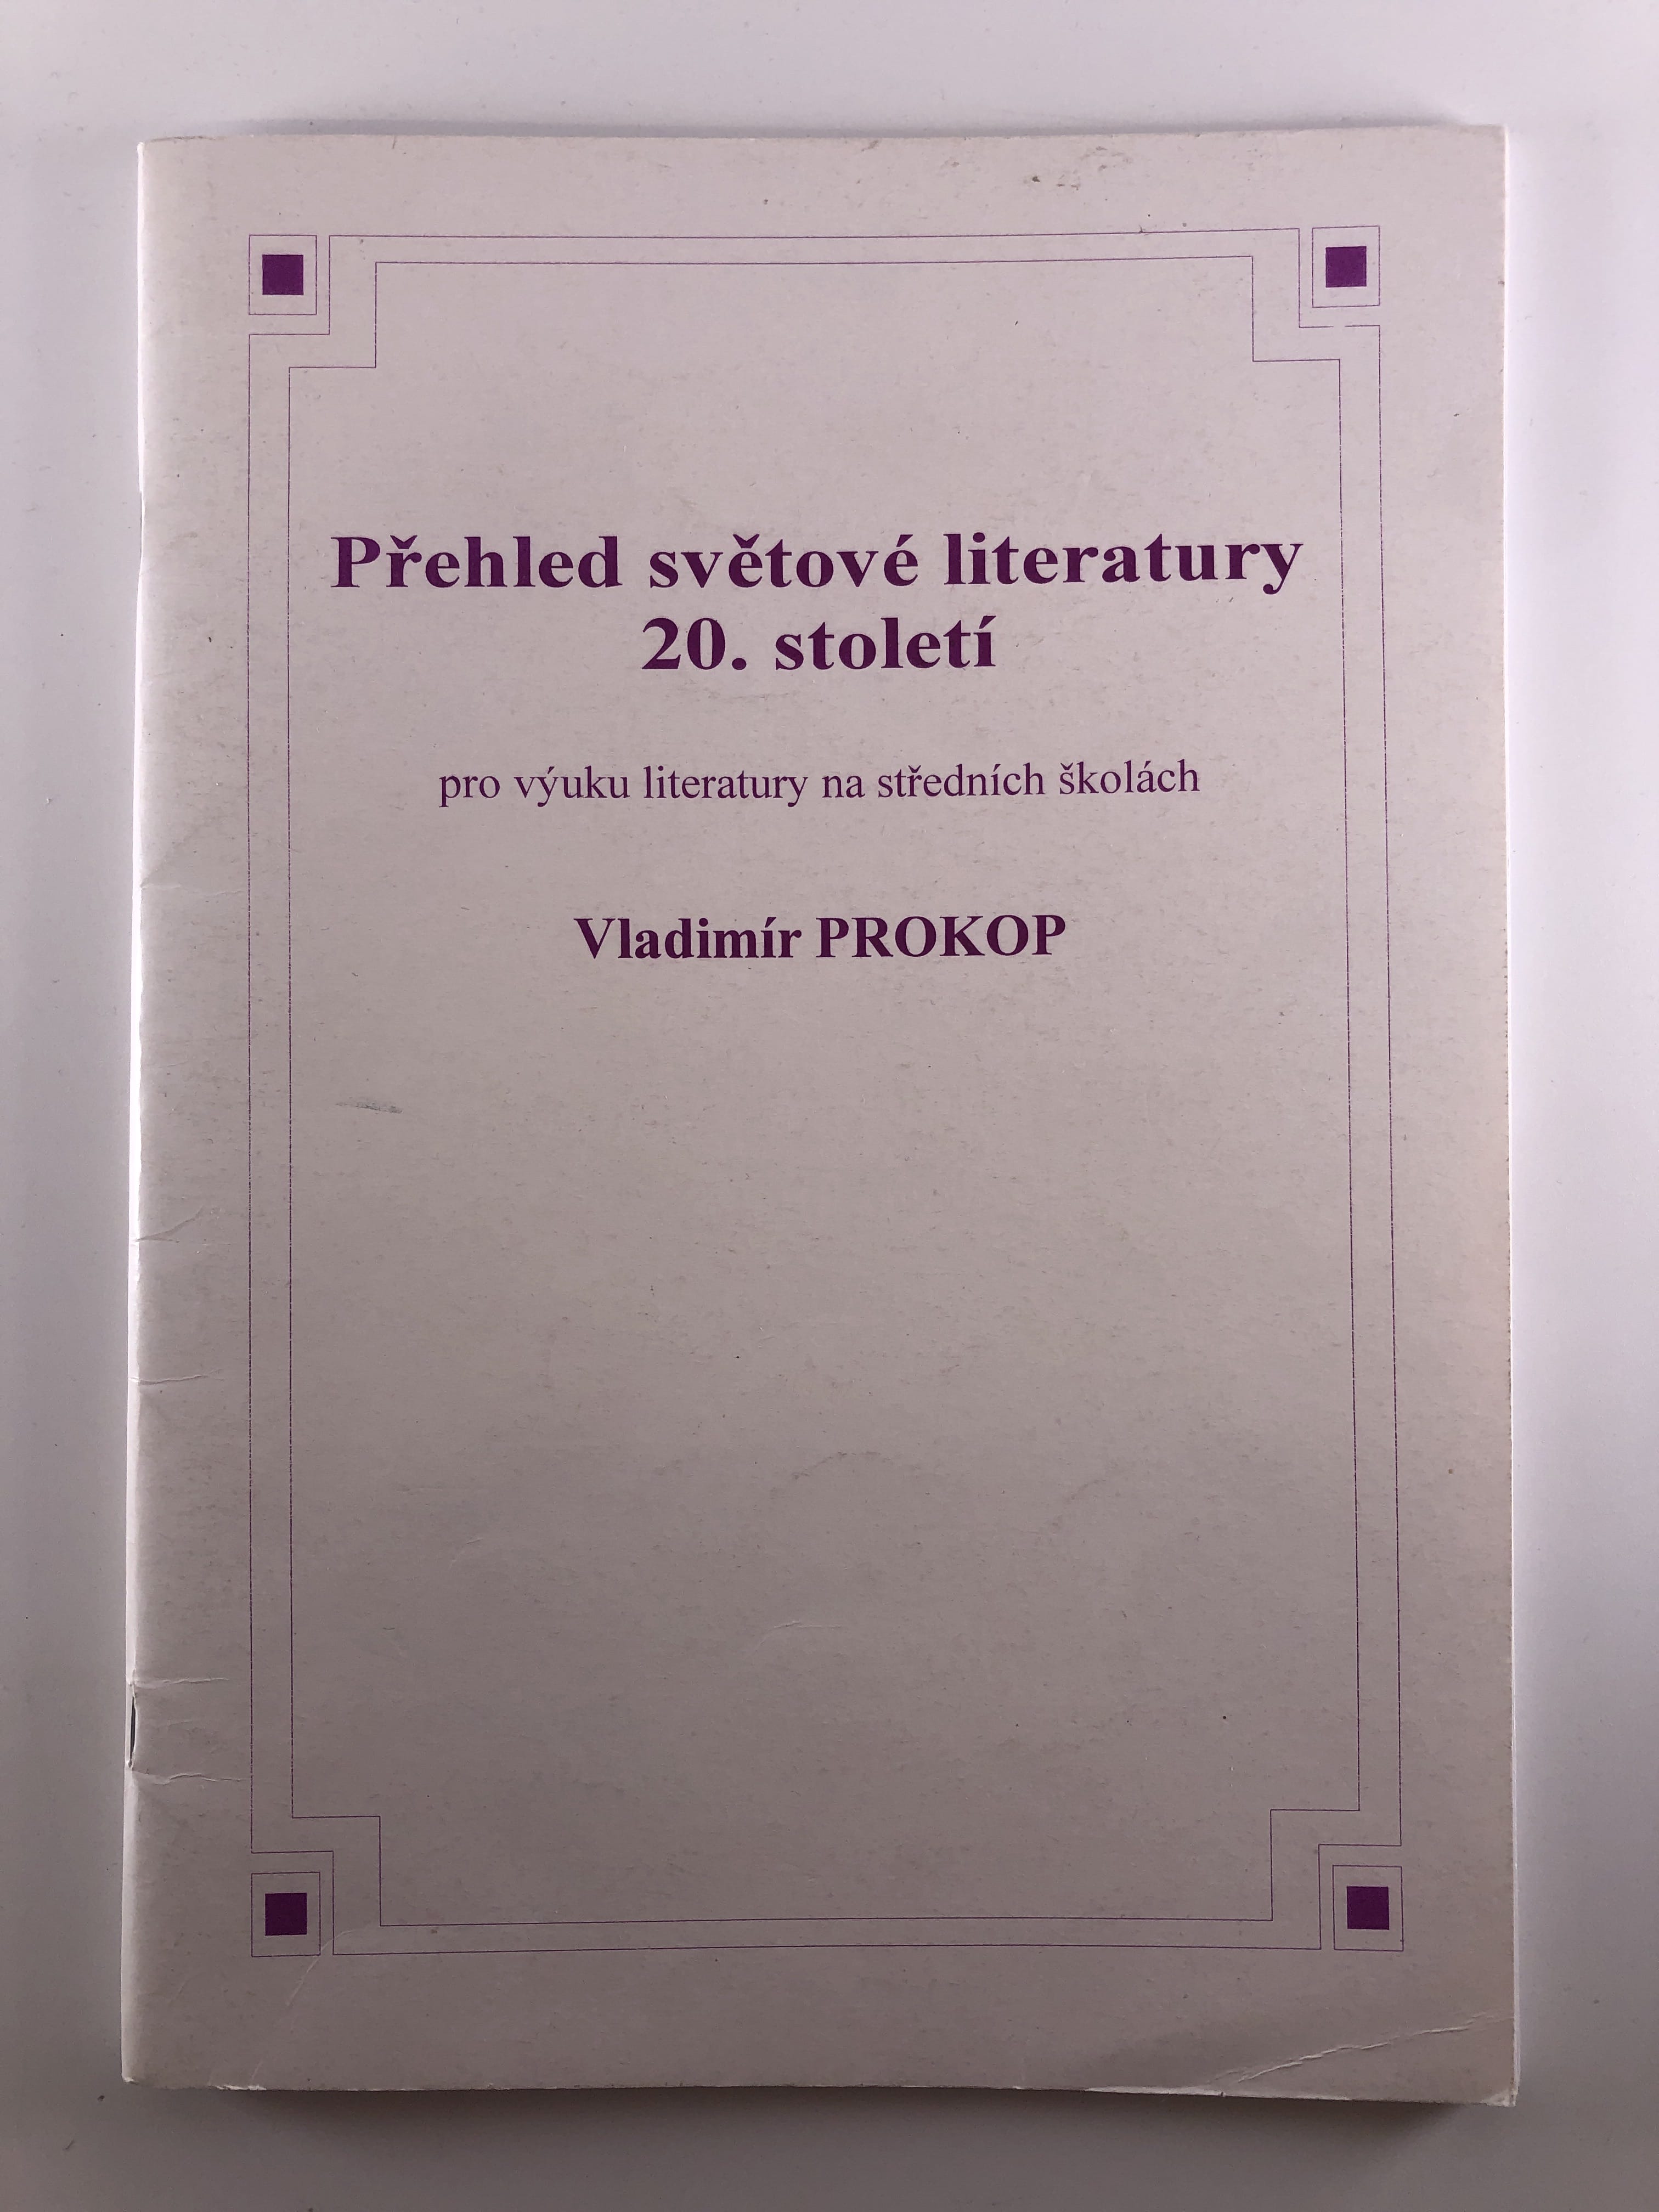 Přehled světové literatury
20. století
pro výuku literatury na středních školách
Vladimír PROKOP